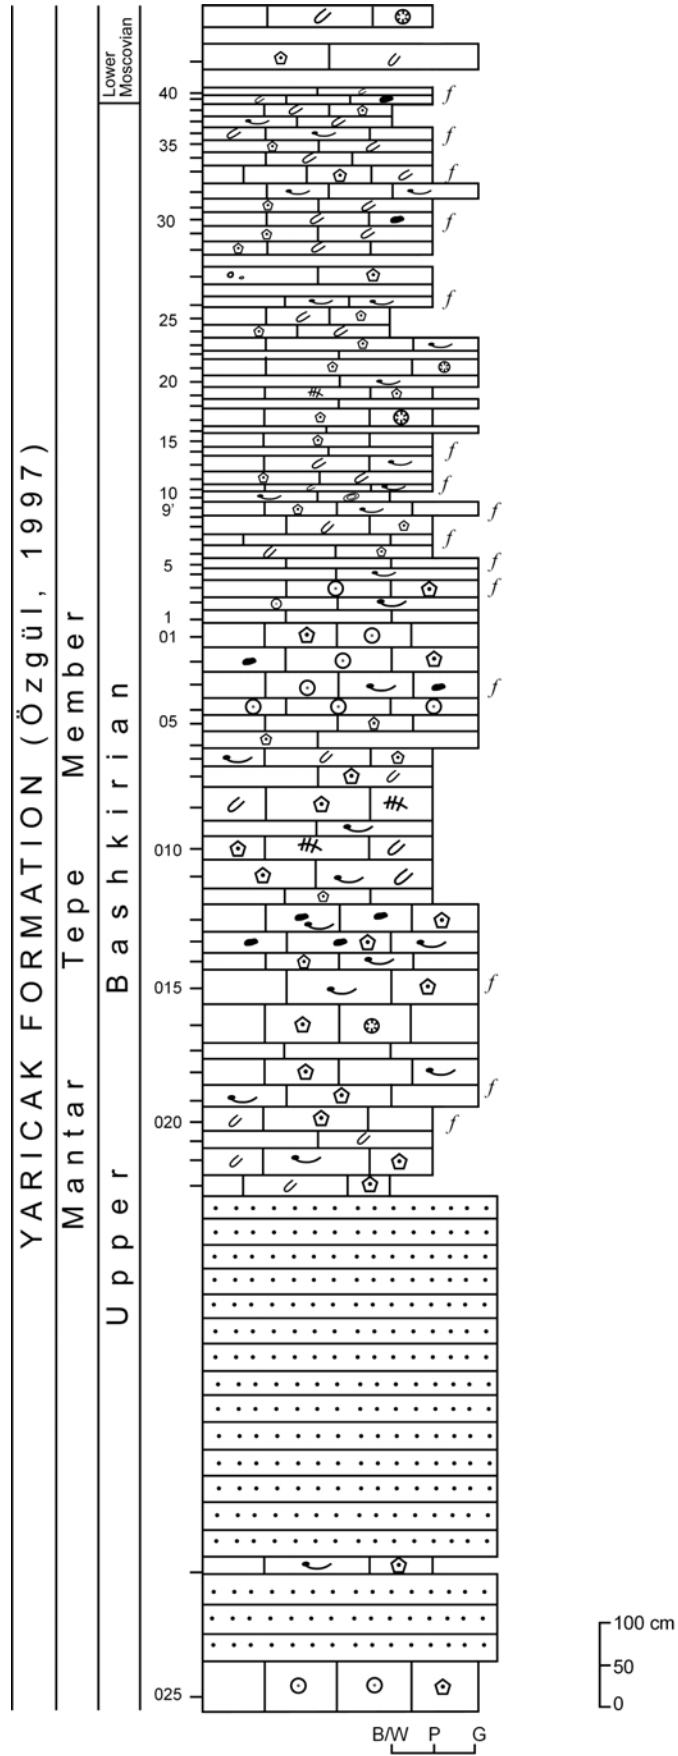 YARICAK FORMATION (Özgül, 1997)
Mantar Tepe Member
Upper Bashkirian
Lower
Moscovian
40
f
35
f
f
30
f
f
25
20
15
f
10
f
9'
f
f
5
f
f
1
01
f
05
010
015
f
f
020
f
025
100 cm
50
0
B/W P G